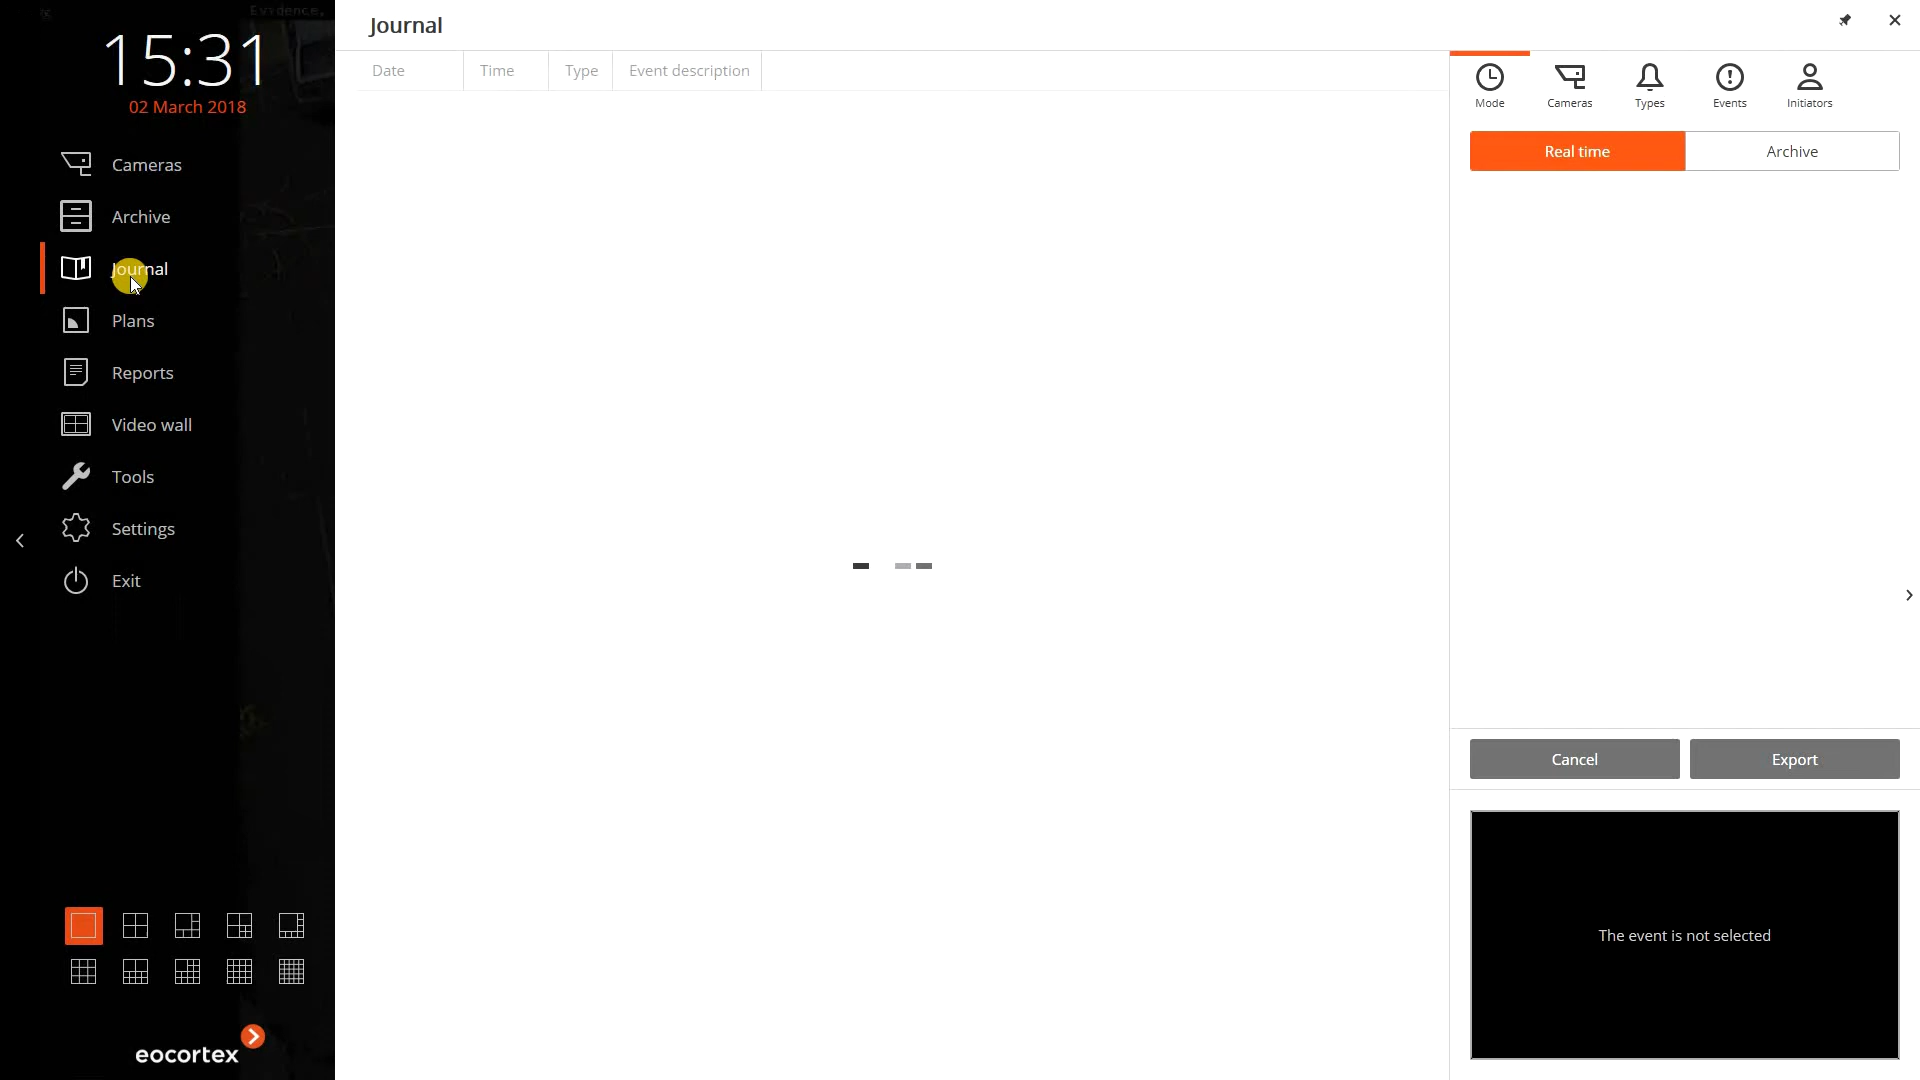 Evidence,
15:31
02 March 2018
Cameras
Archive
Journal
Plans
Reports
Video wall
Tools
Settings
Exit
eocortex
Journal
Date Time Type Event description
Mode Cameras Types Events Initiators
Real time Archive
Cancel Export
The event is not selected